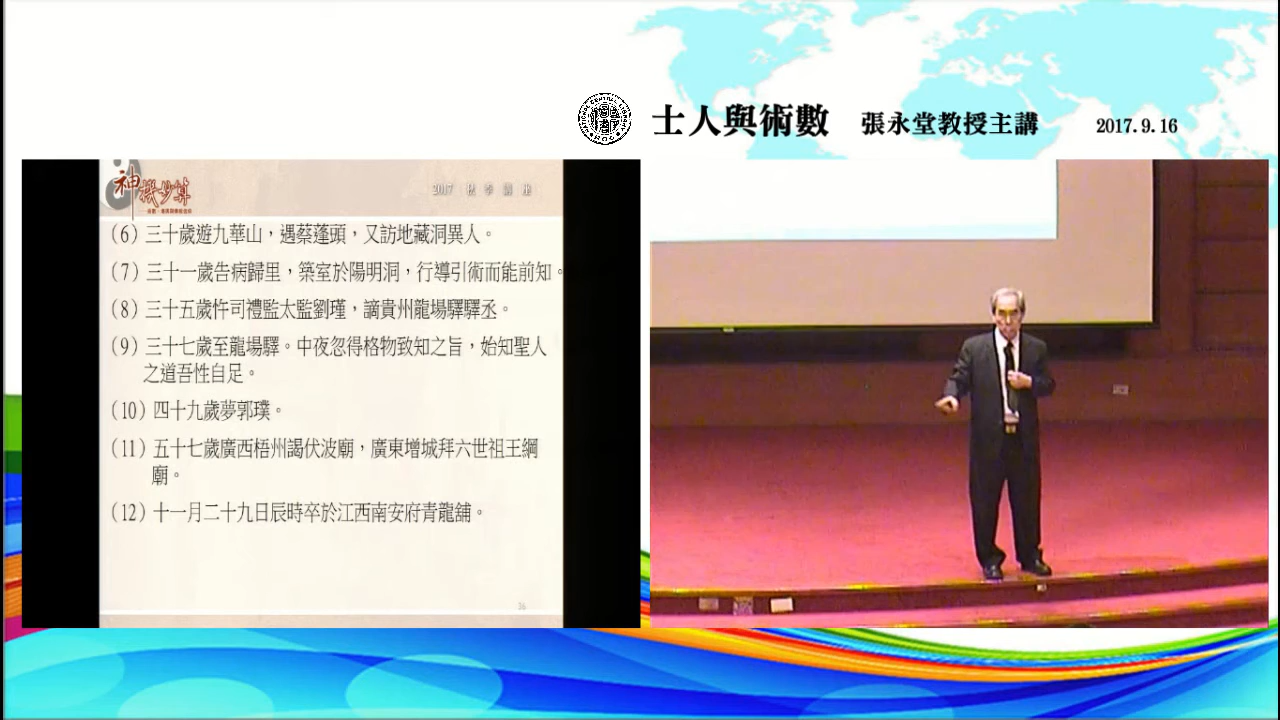 士人與術數 張永堂教授主講 2017.9.16
神機妙算
2017 秋季講座
(6) 三十歲遊九華山，遇蔡蓬頭，又訪地藏洞異人。
(7) 三十一歲告病歸里，築室於陽明洞，行導引術而能前知。
(8) 三十五歲忤司禮監太監劉瑾，謫貴州龍場驛驛丞。
(9) 三十七歲至龍場驛。中夜忽得格物致知之旨，始知聖人
之道吾性自足。
(10) 四十九歲夢郭璞。
(11) 五十七歲廣西梧州謁伏波廟，廣東增城拜六世祖王綱
廟。
(12) 十一月二十九日辰時卒於江西南安府青龍舖。
36